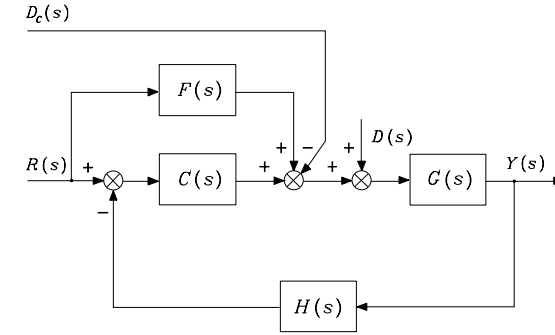 D_c(s)
F(s)
+ − + D(s)
R(s) + C(s) + + G(s) Y(s)
−
H(s)